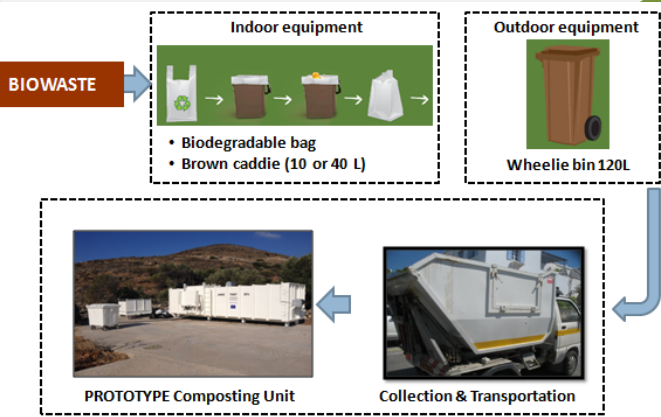 Indoor equipment
Outdoor equipment
BIOWASTE
• Biodegradable bag
• Brown caddie (10 or 40 L)
Wheelie bin 120L
PROTOTYPE Composting Unit
Collection & Transportation